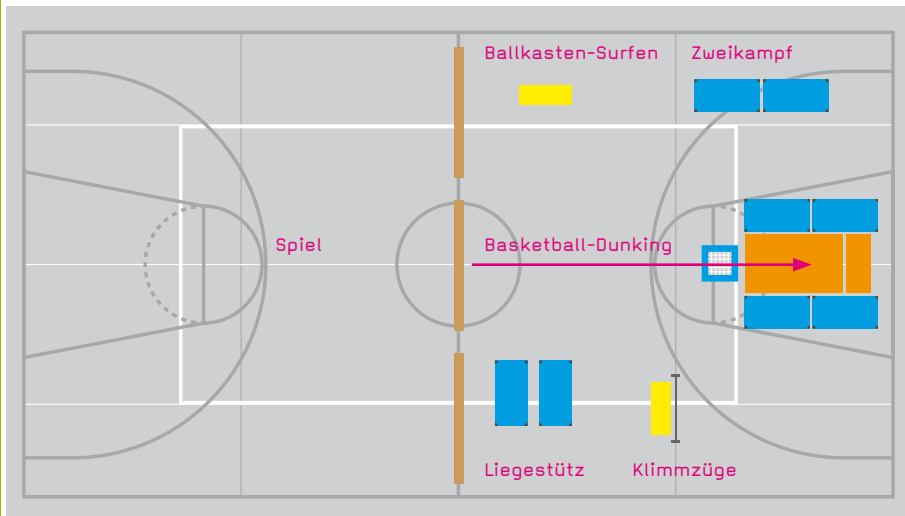 Ballkasten-Surfen
Zweikampf
Spiel
Basketball-Dunking
Liegestütz
Klimmzüge